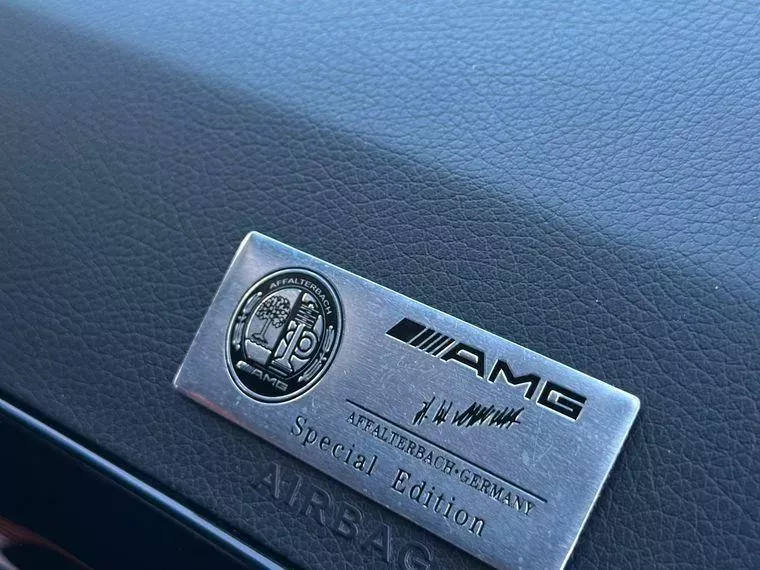 AFFALTERBACH
AMG
AMG
AFFALTERBACH·GERMANY
Special Edition
AIRBAG